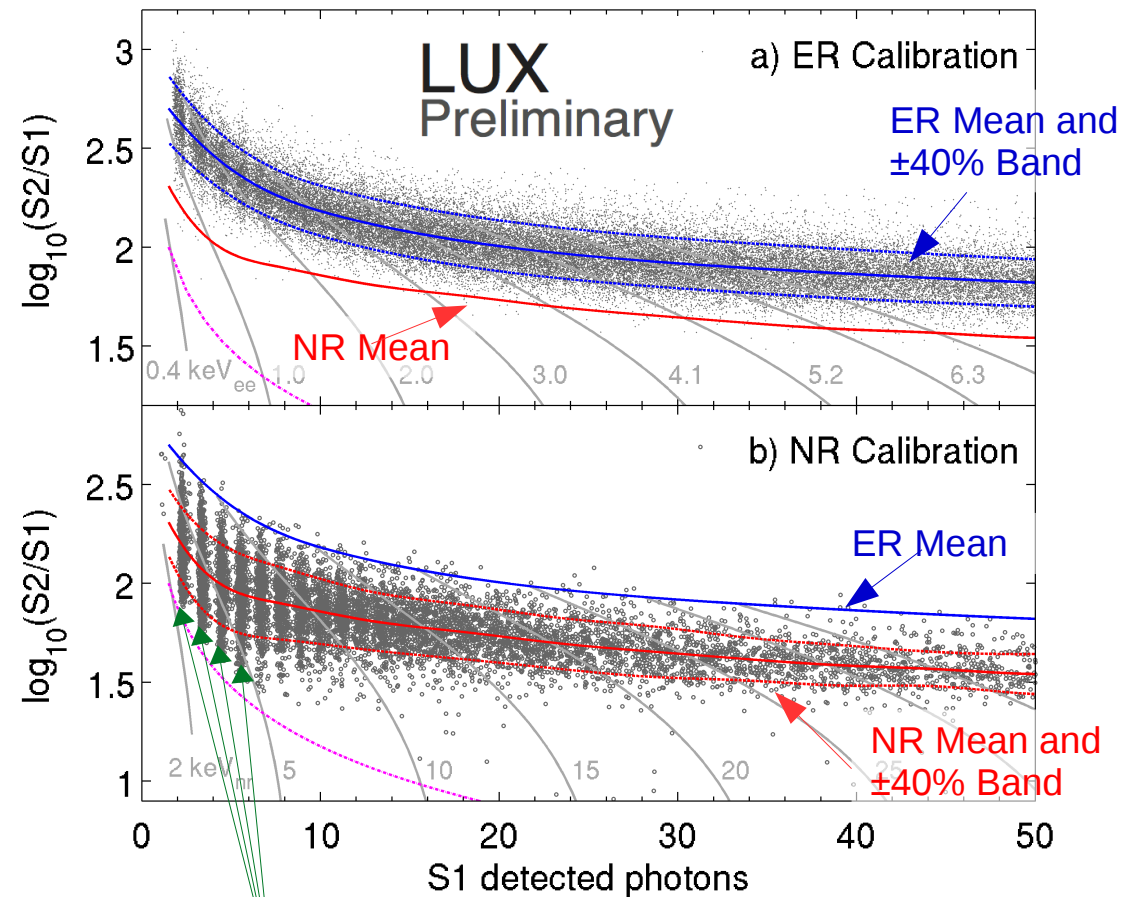 3
2.5
2
1.5
log10(S2/S1)
LUX
Preliminary
a) ER Calibration
ER Mean and
±40% Band
NR Mean
0.4 keVee
1.0
2.0
3.0
4.1
5.2
6.3
2.5
2
1.5
1
log10(S2/S1)
b) NR Calibration
ER Mean
NR Mean and
±40% Band
2 keVnr
5
10
15
20
25
0
10
20
30
40
50
S1 detected photons